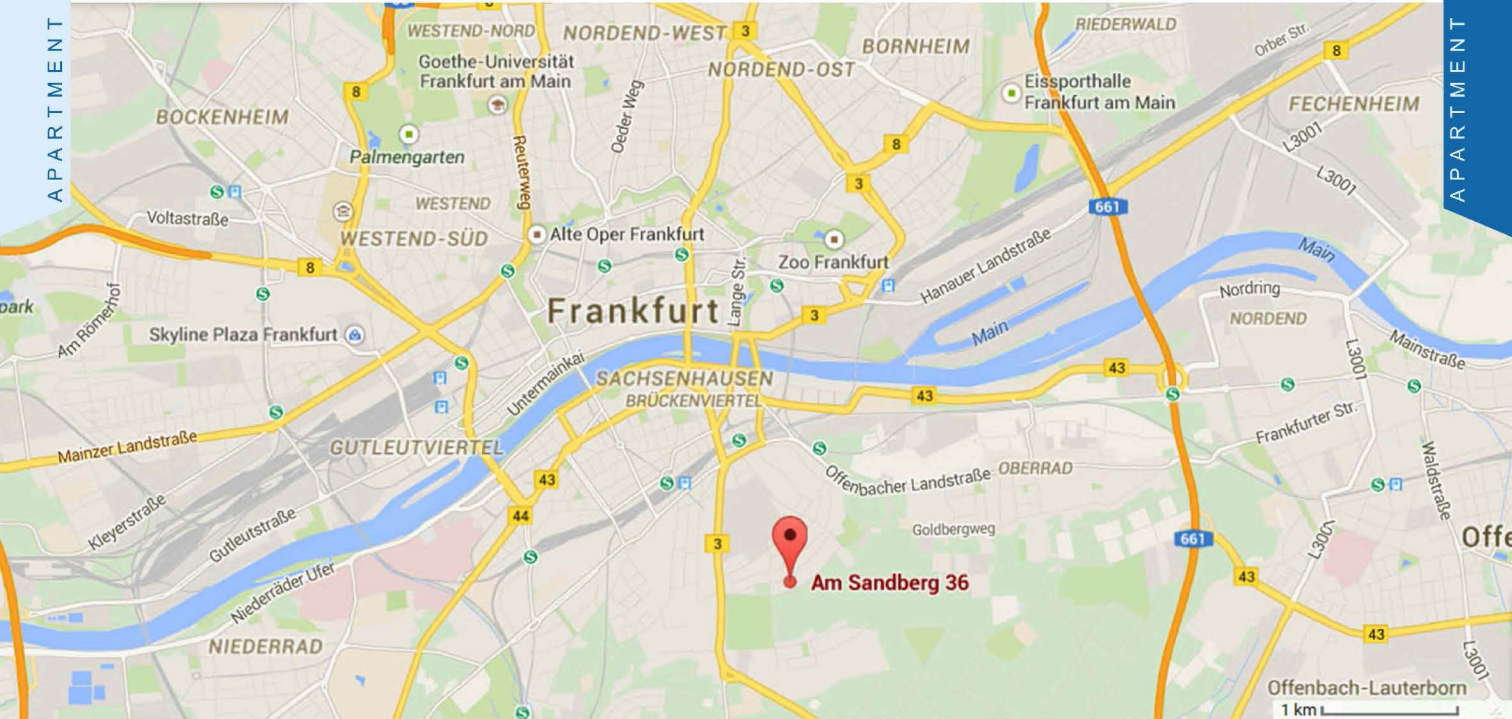 APARTMENT
APARTMENT
WESTEND-NORD
NORDEND-WEST
3
BORNHEIM
RIEDERWALD
Orber Str.
8
Goethe-Universität
Frankfurt am Main
NORDEND-OST
Eissporthalle
Frankfurt am Main
FECHENHEIM
8
BOCKENHEIM
Oeder Weg
Palmengarten
Reuterweg
8
3
L3001
L3001
WESTEND
661
Voltastraße
WESTEND-SÜD
Alte Oper Frankfurt
Zoo Frankfurt
Hanauer Landstraße
Main
8
park
Am Römerhof
Frankfurt
Lange Str.
3
Nordring
NORDEND
Skyline Plaza Frankfurt
Main
Mainstraße
L3001
Untermainkai
SACHSENHAUSEN
BRÜCKENVIERTEL
43
43
Mainzer Landstraße
GUTLEUTVIERTEL
Frankfurter Str.
Waldstraße
43
Offenbacher Landstraße
OBERRAD
Kleyerstraße
Gutleutstraße
44
Goldbergweg
3
661
L300
Offe
Am Sandberg 36
43
Niederräder Ufer
NIEDERRAD
43
L3001
Offenbach-Lauterborn
1 km